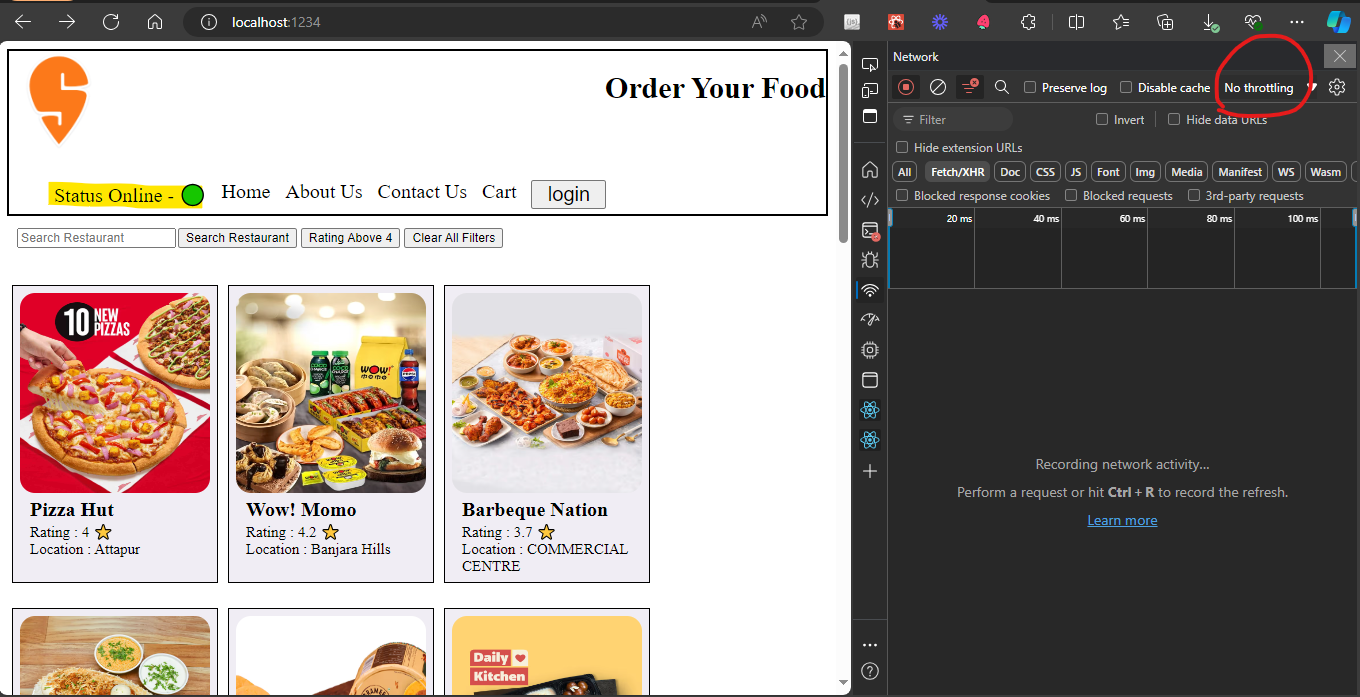 localhost:1234
Order Your Food
Status Online -
Home About Us Contact Us Cart login
Search Restaurant Search Restaurant Rating Above 4 Clear All Filters
10 NEW PIZZAS
WOW!
Pizza Hut
Rating : 4 ⭐
Location : Attapur
Wow! Momo
Rating : 4.2 ⭐
Location : Banjara Hills
Barbeque Nation
Rating : 3.7 ⭐
Location : COMMERCIAL
CENTRE
Daily
Kitchen
Network
Preserve log Disable cache No throttling
Filter Invert Hide data URLs
Hide extension URLs
All Fetch/XHR Doc CSS JS Font Img Media Manifest WS Wasm
Blocked response cookies Blocked requests 3rd-party requests
20 ms 40 ms 60 ms 80 ms 100 ms
Recording network activity...
Perform a request or hit Ctrl + R to record the refresh.
Learn more